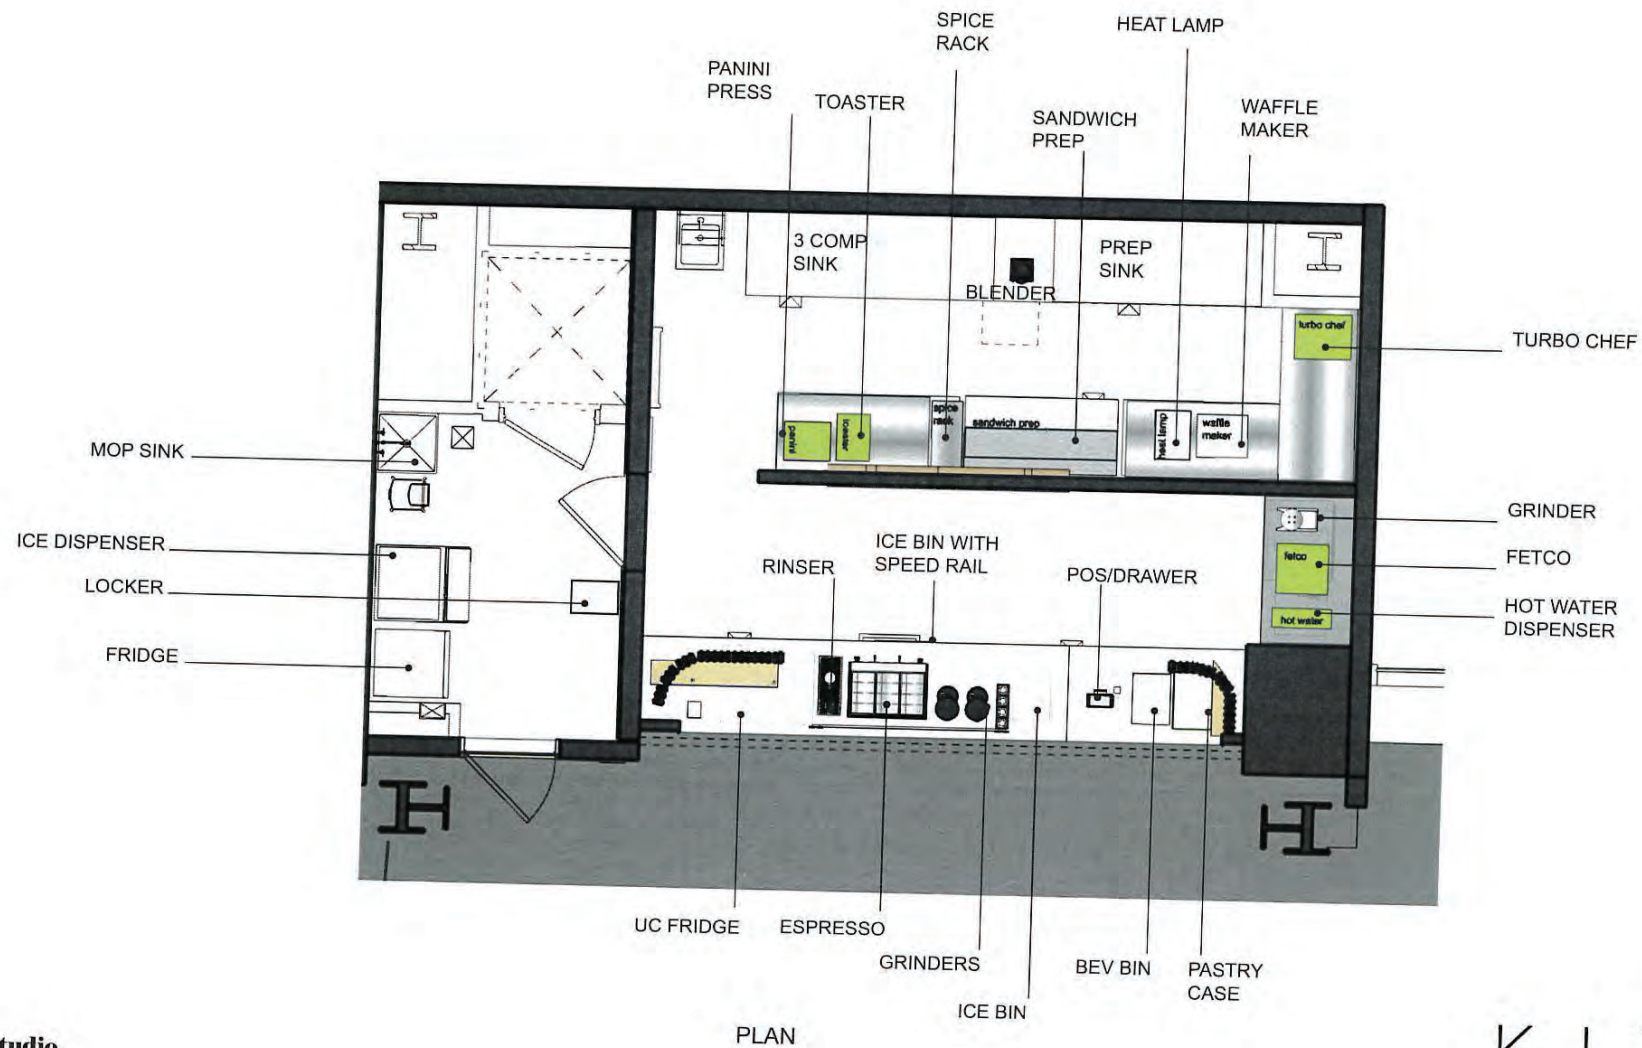 SPICE
RACK
HEAT LAMP
PANINI
PRESS
TOASTER
SANDWICH
PREP
WAFFLE
MAKER
3 COMP
SINK
PREP
SINK
BLENDER
turbo chef
TURBO CHEF
panini
toaster
spice
rack
sandwich prep
heat lamp
waffle
maker
MOP SINK
GRINDER
ICE DISPENSER
ICE BIN WITH
SPEED RAIL
RINSER
POS/DRAWER
fetco
FETCO
LOCKER
hot water
HOT WATER
DISPENSER
FRIDGE
UC FRIDGE
ESPRESSO
GRINDERS
BEV BIN
PASTRY
CASE
ICE BIN
PLAN
tudio